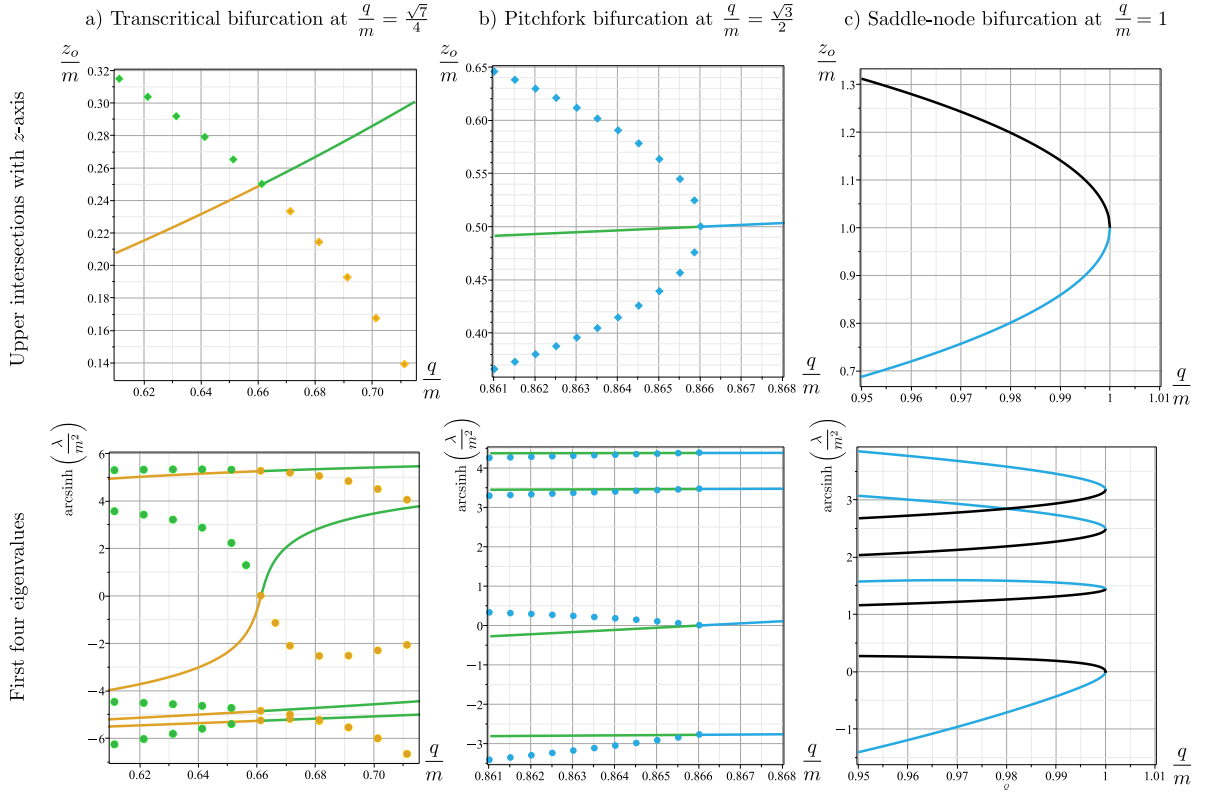 a) Transcritical bifurcation at q/m = √7/4
b) Pitchfork bifurcation at q/m = √3/2
c) Saddle-node bifurcation at q/m = 1
Upper intersections with z-axis
z_o/m
0.32
0.30
0.28
0.26
0.24
0.22
0.20
0.18
0.16
0.14
0.62 0.64 0.66 0.68 0.70
q/m
z_o/m
0.65
0.60
0.55
0.50
0.45
0.40
0.861 0.862 0.863 0.864 0.865 0.866 0.867 0.868
q/m
z_o/m
1.3
1.2
1.1
1.0
0.9
0.8
0.7
0.95 0.96 0.97 0.98 0.99 1 1.01
q/m
First four eigenvalues
arcsinh (λ/m²)
6
4
2
0
−2
−4
−6
0.62 0.64 0.66 0.68 0.70
q/m
arcsinh (λ/m²)
4
3
2
1
0
−1
−2
−3
0.861 0.862 0.863 0.864 0.865 0.866 0.867 0.868
q/m
arcsinh (λ/m²)
3
2
1
0
−1
0.95 0.96 0.97 0.98 0.99 1 1.01
q/m